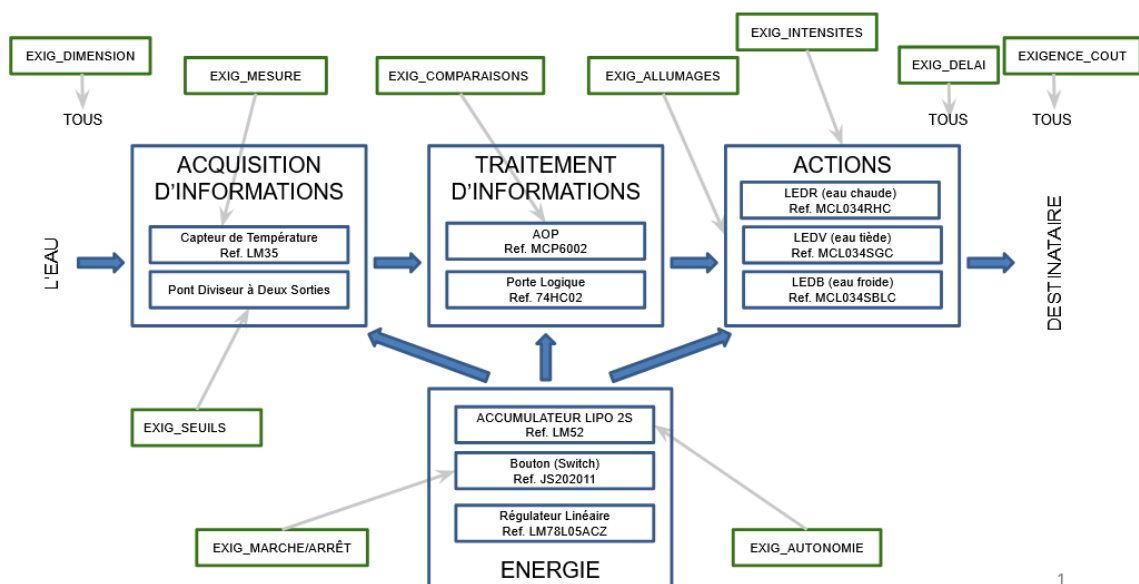 EXIG_INTENSITES
EXIG_DIMENSION
EXIG_MESURE
EXIG_COMPARAISONS
EXIG_ALLUMAGES
EXIG_DELAI
EXIGENCE_COUT
TOUS
TOUS
TOUS
L'EAU
ACQUISITION
D'INFORMATIONS
Capteur de Température
Ref. LM35
Pont Diviseur à Deux Sorties
TRAITEMENT
D'INFORMATIONS
AOP
Ref. MCP6002
Porte Logique
Ref. 74HC02
ACTIONS
LEDR (eau chaude)
Ref. MCL034RHC
LEDV (eau tiède)
Ref. MCL034SGC
LEDB (eau froide)
Ref. MCL034SBLC
DESTINATAIRE
EXIG_SEUILS
ACCUMULATEUR LIPO 2S
Ref. LM52
Bouton (Switch)
Ref. JS202011
Régulateur Linéaire
Ref. LM78L05ACZ
ENERGIE
EXIG_MARCHE/ARRÊT
EXIG_AUTONOMIE
1